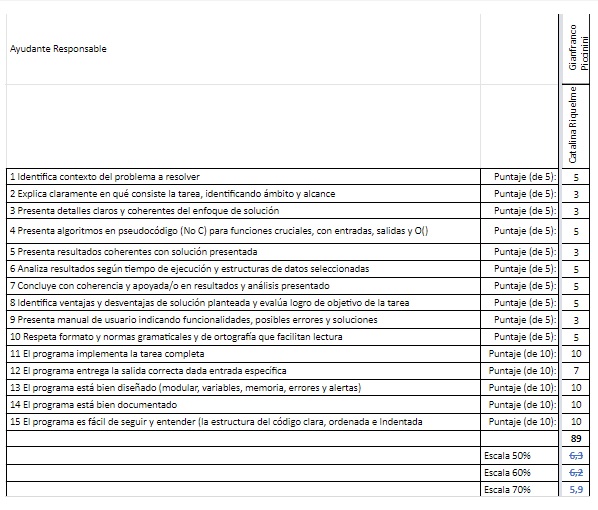 Ayudante Responsable
Gianfranco Piccinini
Catalina Riquelme
1 Identifica contexto del problema a resolver Puntaje (de 5): 5
2 Explica claramente en qué consiste la tarea, identificando ámbito y alcance Puntaje (de 5): 3
3 Presenta detalles claros y coherentes del enfoque de solución Puntaje (de 5): 3
4 Presenta algoritmos en pseudocódigo (No C) para funciones cruciales, con entradas, salidas y O() Puntaje (de 5): 5
5 Presenta resultados coherentes con solución presentada Puntaje (de 5): 3
6 Analiza resultados según tiempo de ejecución y estructuras de datos seleccionadas Puntaje (de 5): 5
7 Concluye con coherencia y apoyada/o en resultados y análisis presentado Puntaje (de 5): 5
8 Identifica ventajas y desventajas de solución planteada y evalúa logro de objetivo de la tarea Puntaje (de 5): 5
9 Presenta manual de usuario indicando funcionalidades, posibles errores y soluciones Puntaje (de 5): 3
10 Respeta formato y normas gramaticales y de ortografía que facilitan lectura Puntaje (de 5): 5
11 El programa implementa la tarea completa Puntaje (de 10): 10
12 El programa entrega la salida correcta dada entrada específica Puntaje (de 10): 7
13 El programa está bien diseñado (modular, variables, memoria, errores y alertas) Puntaje (de 10): 10
14 El programa está bien documentado Puntaje (de 10): 10
15 El programa es fácil de seguir y entender (la estructura del código clara, ordenada e Indentada Puntaje (de 10): 10
89
Escala 50% 6,3
Escala 60% 6,2
Escala 70% 5,9